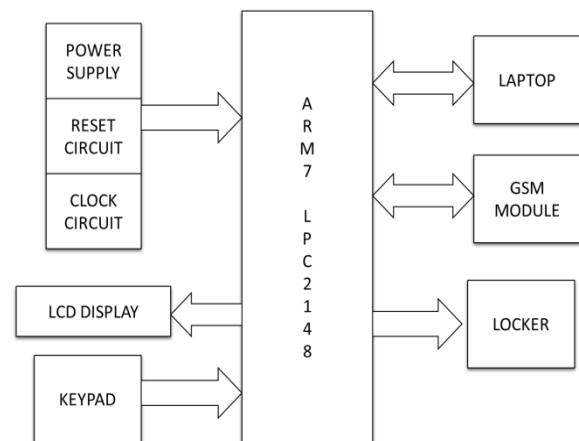 POWER
SUPPLY
RESET
CIRCUIT
CLOCK
CIRCUIT
LCD DISPLAY
KEYPAD
A
R
M
7
L
P
C
2
1
4
8
LAPTOP
GSM
MODULE
LOCKER